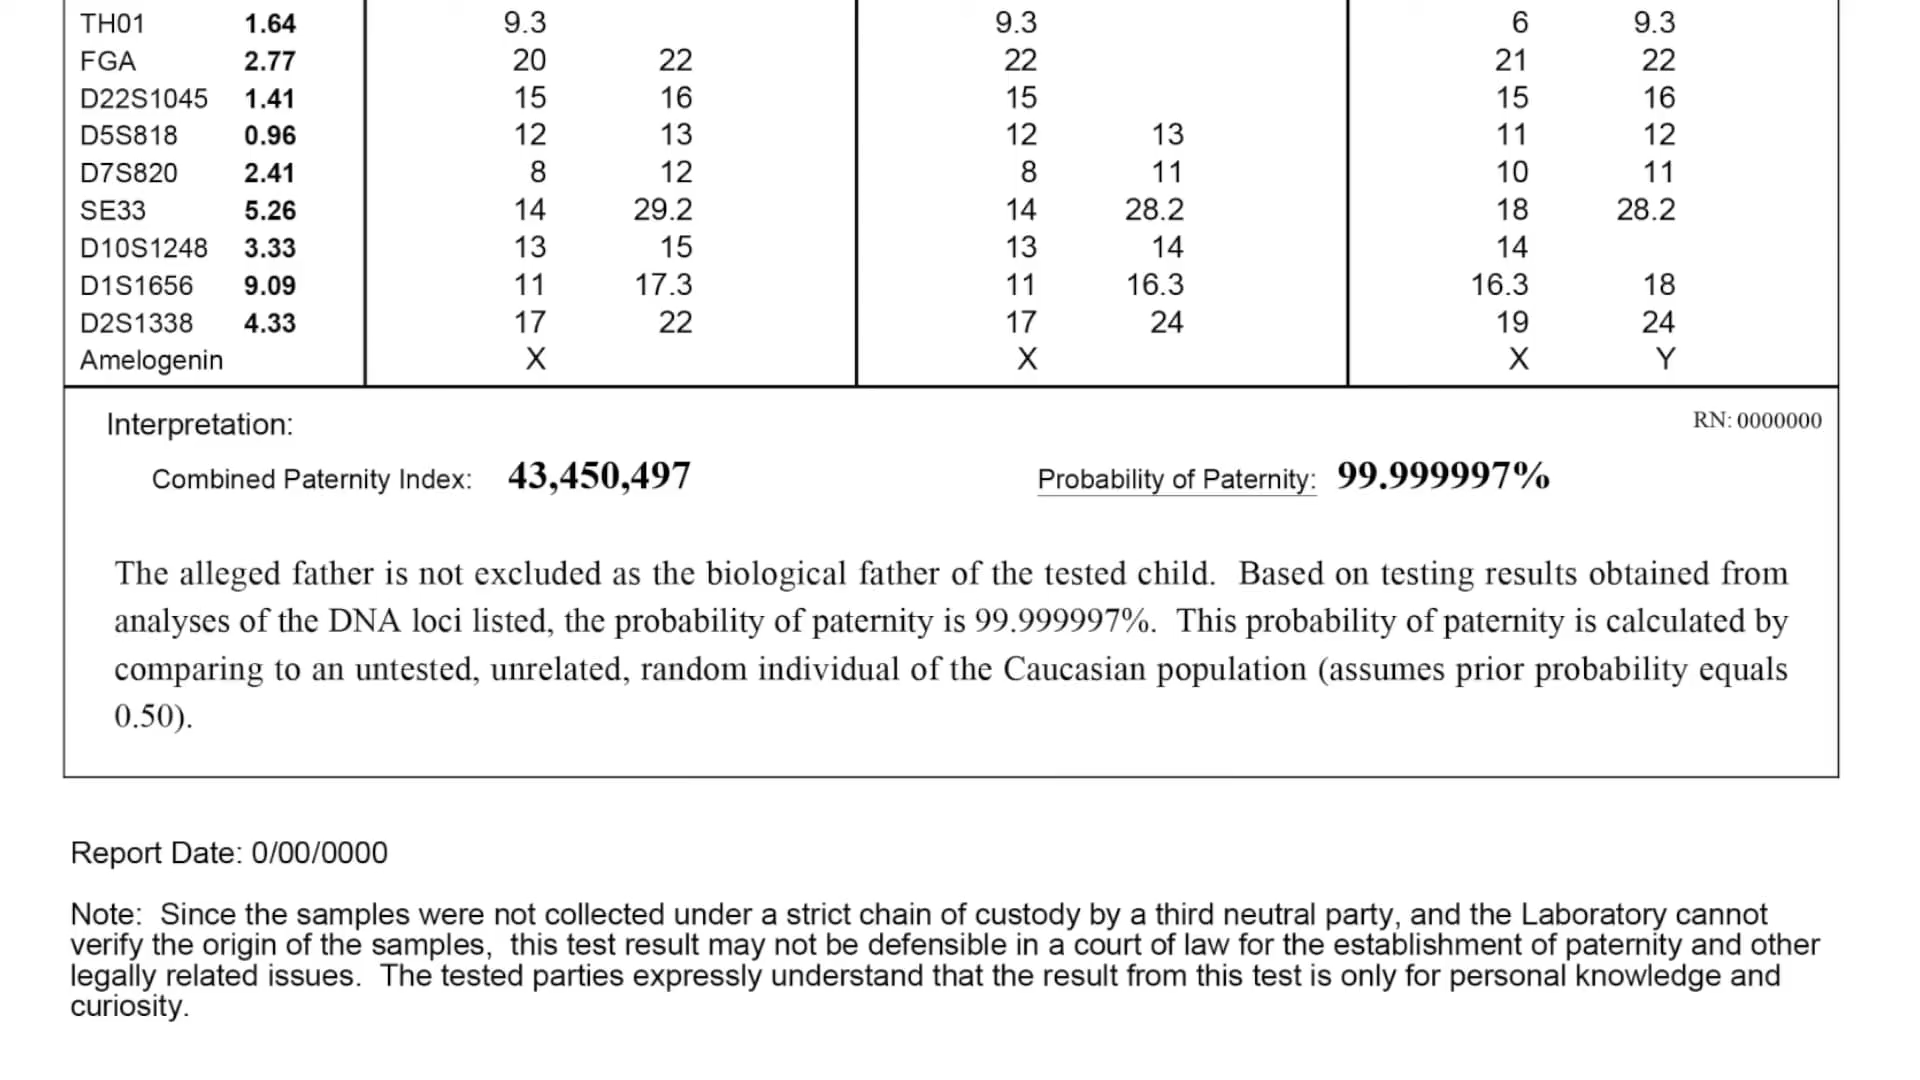 TH01 1.64 9.3 9.3 6 9.3
FGA 2.77 20 22 22 21 22
D22S1045 1.41 15 16 15 15 16
D5S818 0.96 12 13 12 13 11 12
D7S820 2.41 8 12 8 11 10 11
SE33 5.26 14 29.2 14 28.2 18 28.2
D10S1248 3.33 13 15 13 14 14
D1S1656 9.09 11 17.3 11 16.3 16.3 18
D2S1338 4.33 17 22 17 24 19 24
Amelogenin X X X Y
Interpretation: RN: 0000000
Combined Paternity Index: 43,450,497 Probability of Paternity: 99.999997%
The alleged father is not excluded as the biological father of the tested child. Based on testing results obtained from
analyses of the DNA loci listed, the probability of paternity is 99.999997%. This probability of paternity is calculated by
comparing to an untested, unrelated, random individual of the Caucasian population (assumes prior probability equals
0.50).
Report Date: 0/00/0000
Note: Since the samples were not collected under a strict chain of custody by a third neutral party, and the Laboratory cannot
verify the origin of the samples, this test result may not be defensible in a court of law for the establishment of paternity and other
legally related issues. The tested parties expressly understand that the result from this test is only for personal knowledge and
curiosity.